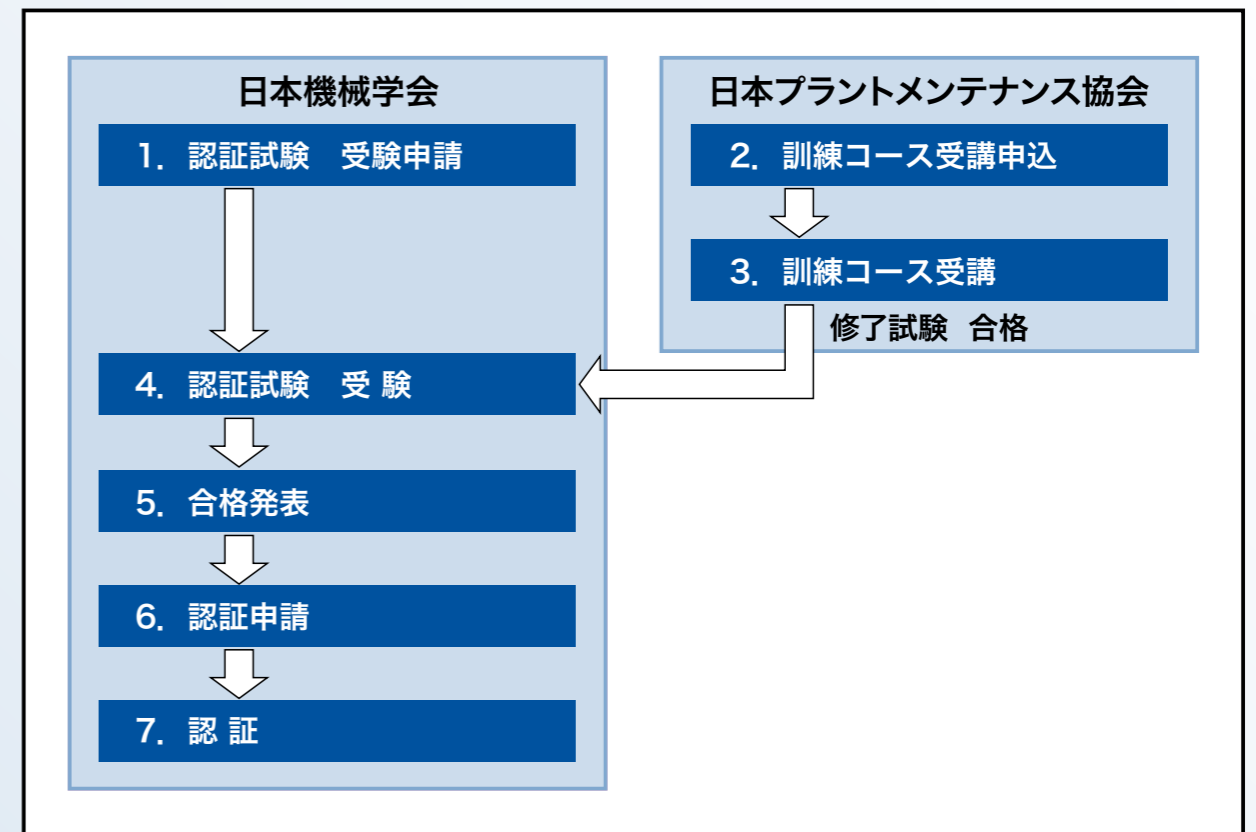 日本機械学会
1. 認証試験　受験申請
4. 認証試験　受 験
5. 合格発表
6. 認証申請
7. 認 証
日本プラントメンテナンス協会
2. 訓練コース受講申込
3. 訓練コース受講
修了試験 合格